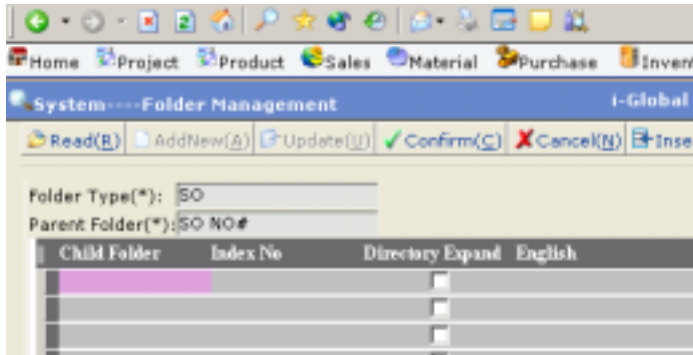 Home Project Product Sales Material Purchase Inven
System----Folder Management i-Global
Read(R) AddNew(A) Update(U) Confirm(C) Cancel(N) Inse
Folder Type(*): SO
Parent Folder(*): SO NO#
Child Folder Index No Directory Expand English